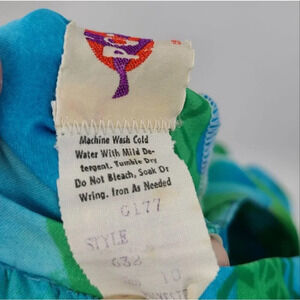 Machine Wash Cold
Water With Mild De-
tergent. Tumble Dry
Do Not Bleach, Soak Or
Wring. Iron As Needed
6177
STYLE
10